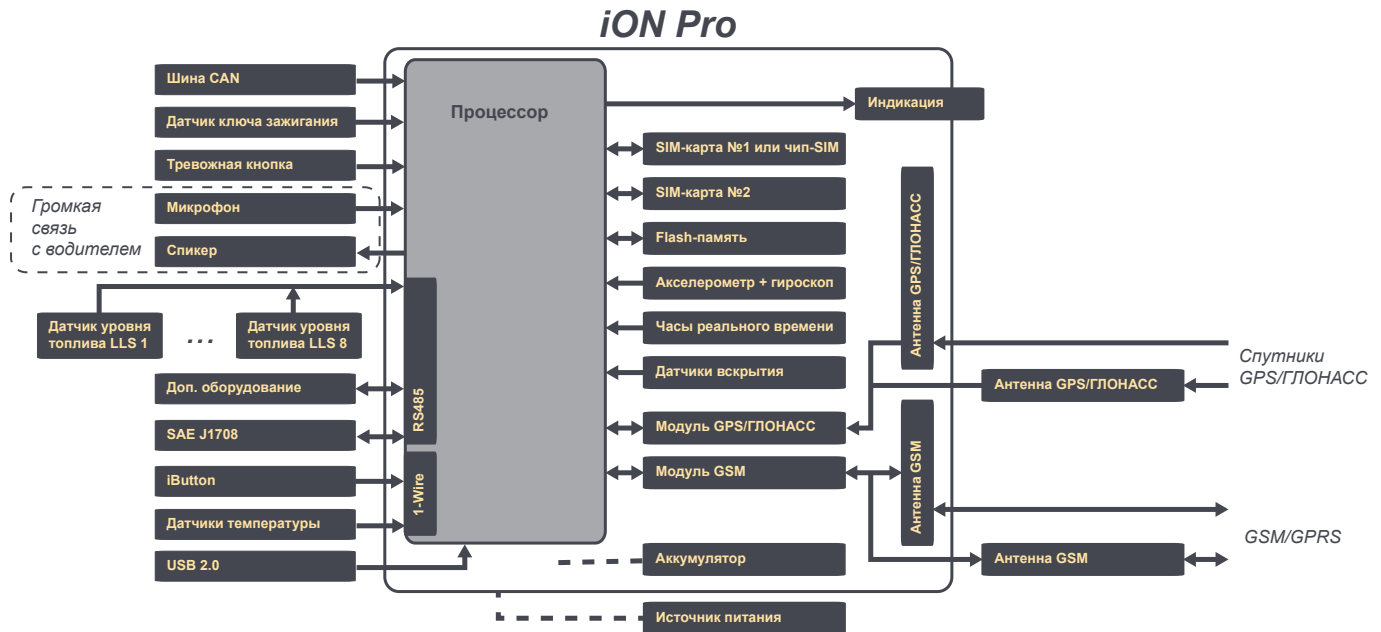 iON Pro
Шина CAN
Датчик ключа зажигания
Тревожная кнопка
Громкая
связь
с водителем
Микрофон
Спикер
Датчик уровня
топлива LLS 1
...
Датчик уровня
топлива LLS 8
Доп. оборудование
SAE J1708
iButton
Датчики температуры
USB 2.0
Процессор
RS485
1-Wire
Индикация
SIM-карта №1 или чип-SIM
SIM-карта №2
Flash-память
Акселерометр + гироскоп
Часы реального времени
Датчики вскрытия
Модуль GPS/ГЛОНАСС
Модуль GSM
Аккумулятор
Источник питания
Антенна GPS/ГЛОНАСС
Антенна GSM
Антенна GPS/ГЛОНАСС
Антенна GSM
Спутники
GPS/ГЛОНАСС
GSM/GPRS